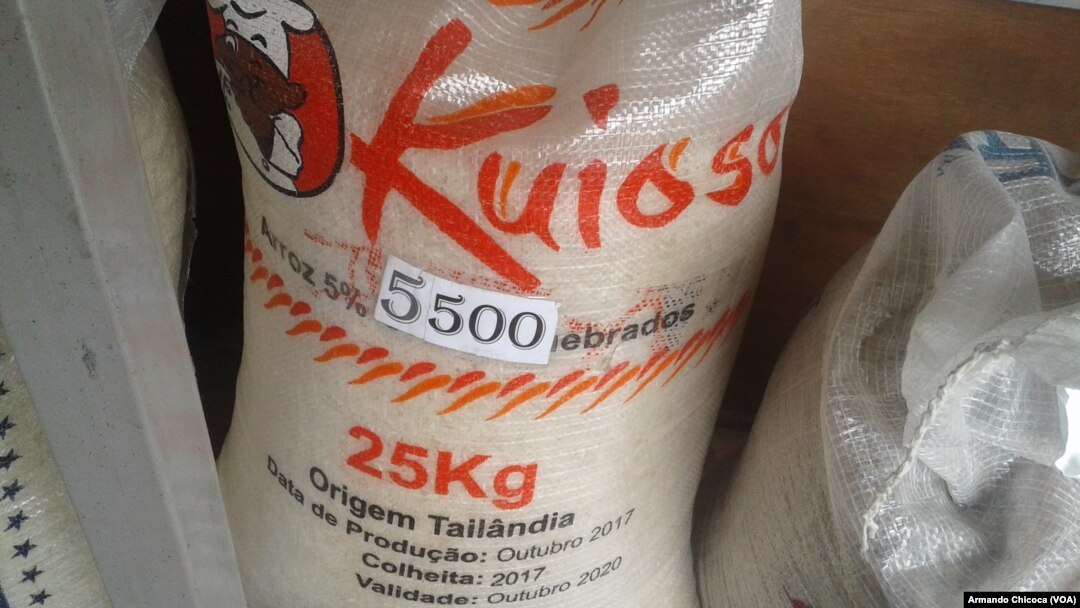 Kuioso
Arroz 5%
5500
uebrados
25Kg
Origem Tailândia
Data de Produção: Outubro 2017
Colheita: 2017
Validade: Outubro 2020
Armando Chicoca (VOA)